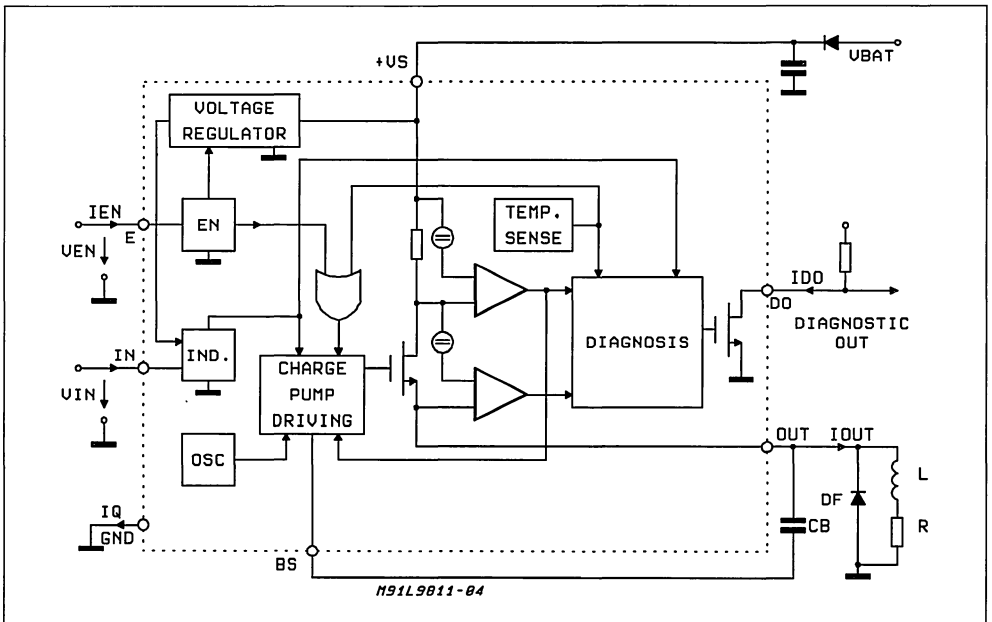 +VS
VBAT
VOLTAGE
REGULATOR
IEN
E
EN
VEN
TEMP.
SENSE
IDO
DO
DIAGNOSTIC
OUT
DIAGNOSIS
IN
IND.
VIN
CHARGE
PUMP
DRIVING
OSC
OUT
IOUT
L
DF
CB
R
IQ
GND
BS
M91L9811-04